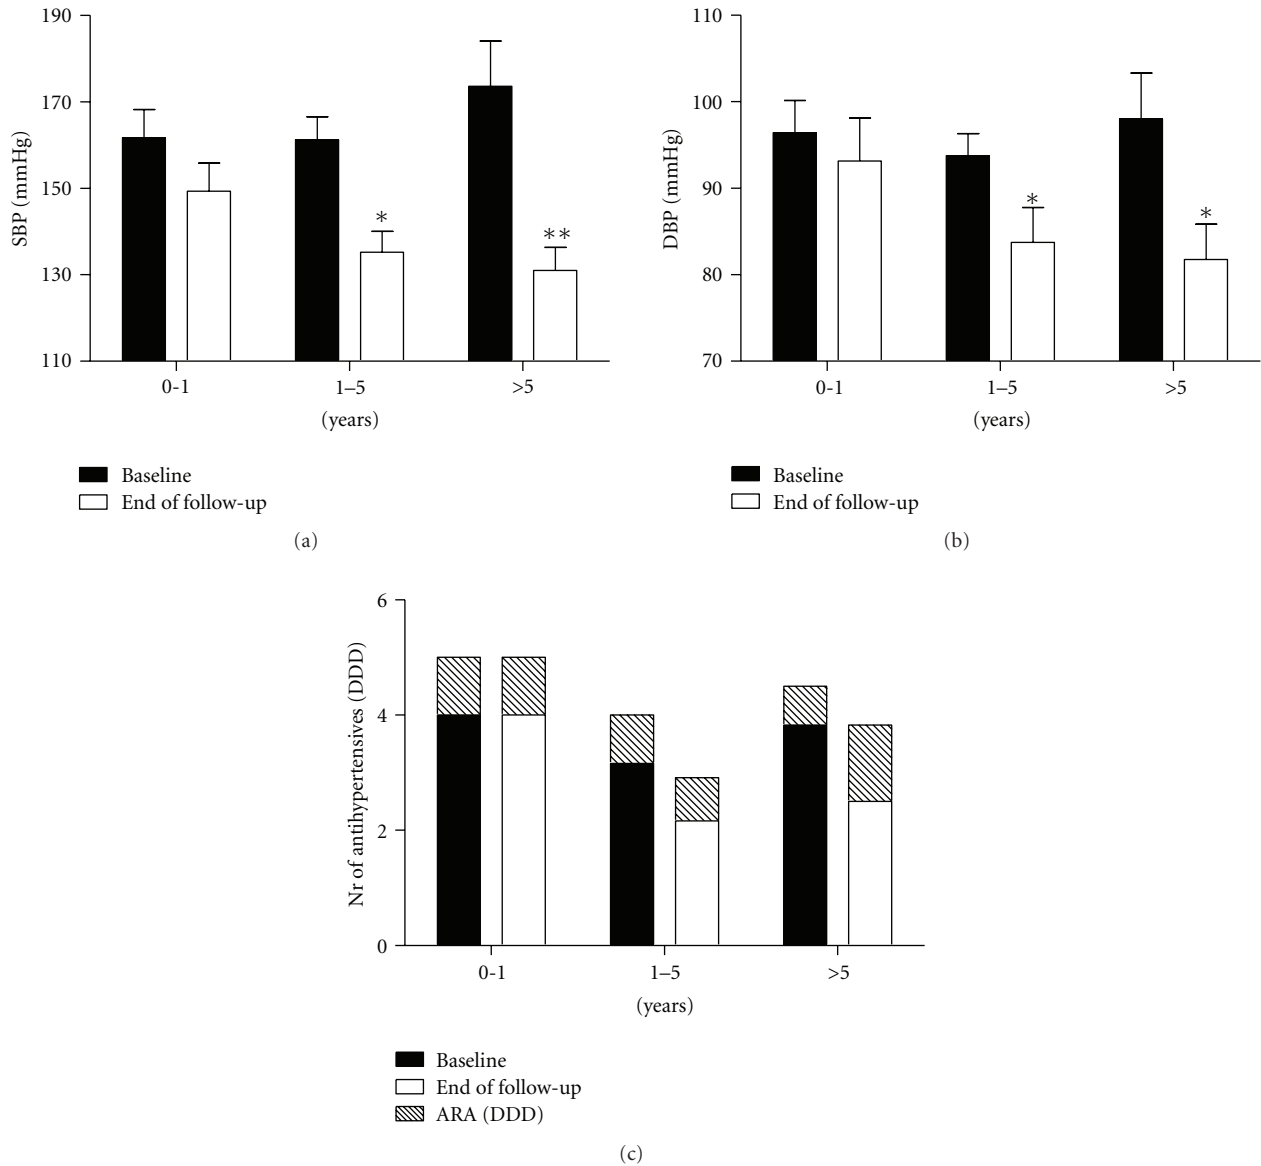 190
170
150
130
110
SBP (mmHg)
*
**
0-1
1–5
>5
(years)
Baseline
End of follow-up
(a)
110
100
90
80
70
DBP (mmHg)
*
*
0-1
1–5
>5
(years)
Baseline
End of follow-up
(b)
6
4
2
0
Nr of antihypertensives (DDD)
0-1
1–5
>5
(years)
Baseline
End of follow-up
ARA (DDD)
(c)